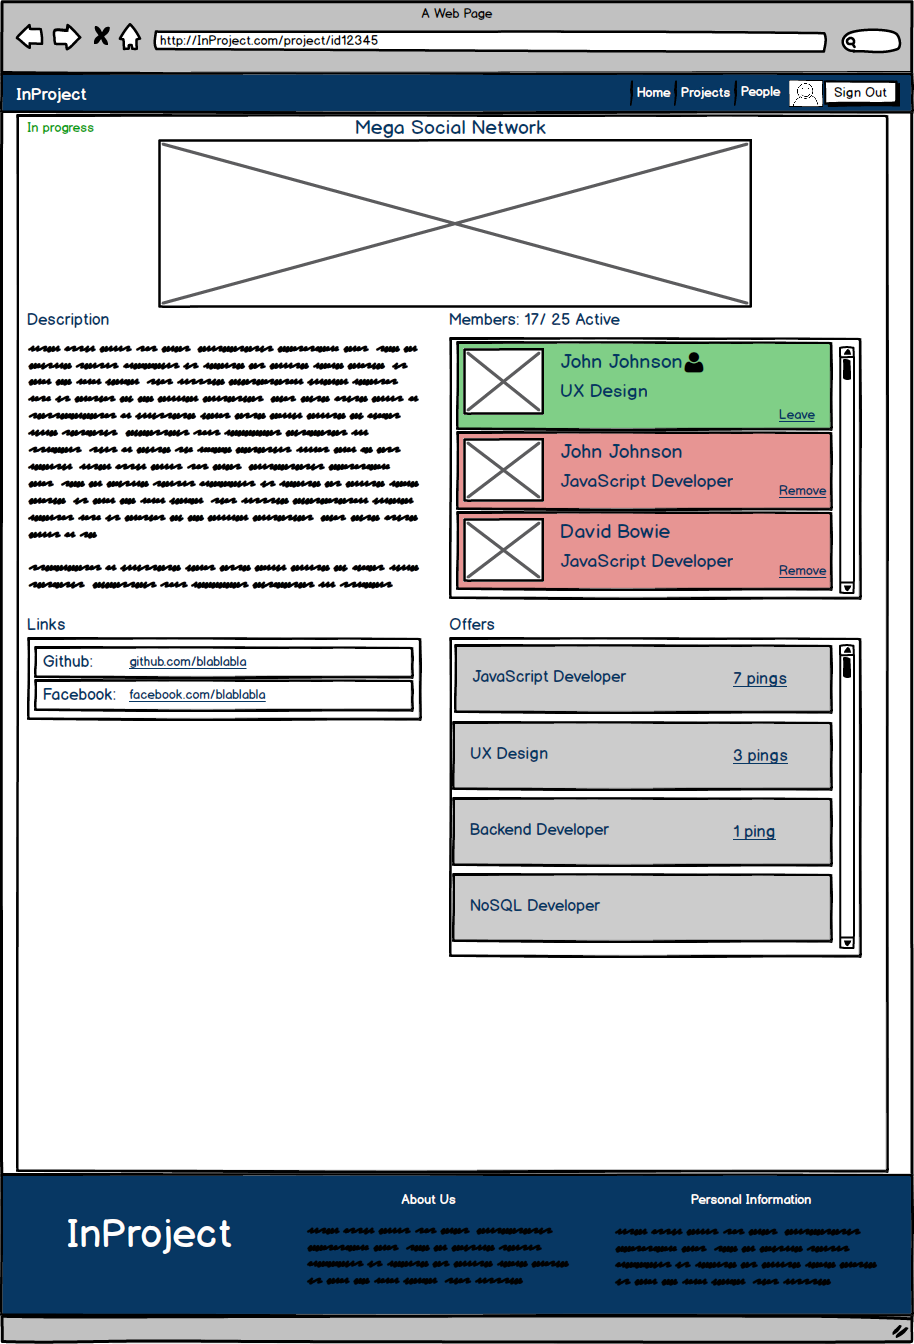 A Web Page
http://InProject.com/project/id12345
InProject
Home
Projects
People
Sign Out
In progress
Mega Social Network
Description
Members: 17/ 25 Active
John Johnson
UX Design
Leave
John Johnson
JavaScript Developer
Remove
David Bowie
JavaScript Developer
Remove
Links
Github: github.com/blablabla
Facebook: facebook.com/blablabla
Offers
JavaScript Developer 7 pings
UX Design 3 pings
Backend Developer 1 ping
NoSQL Developer
InProject
About Us
Personal Information